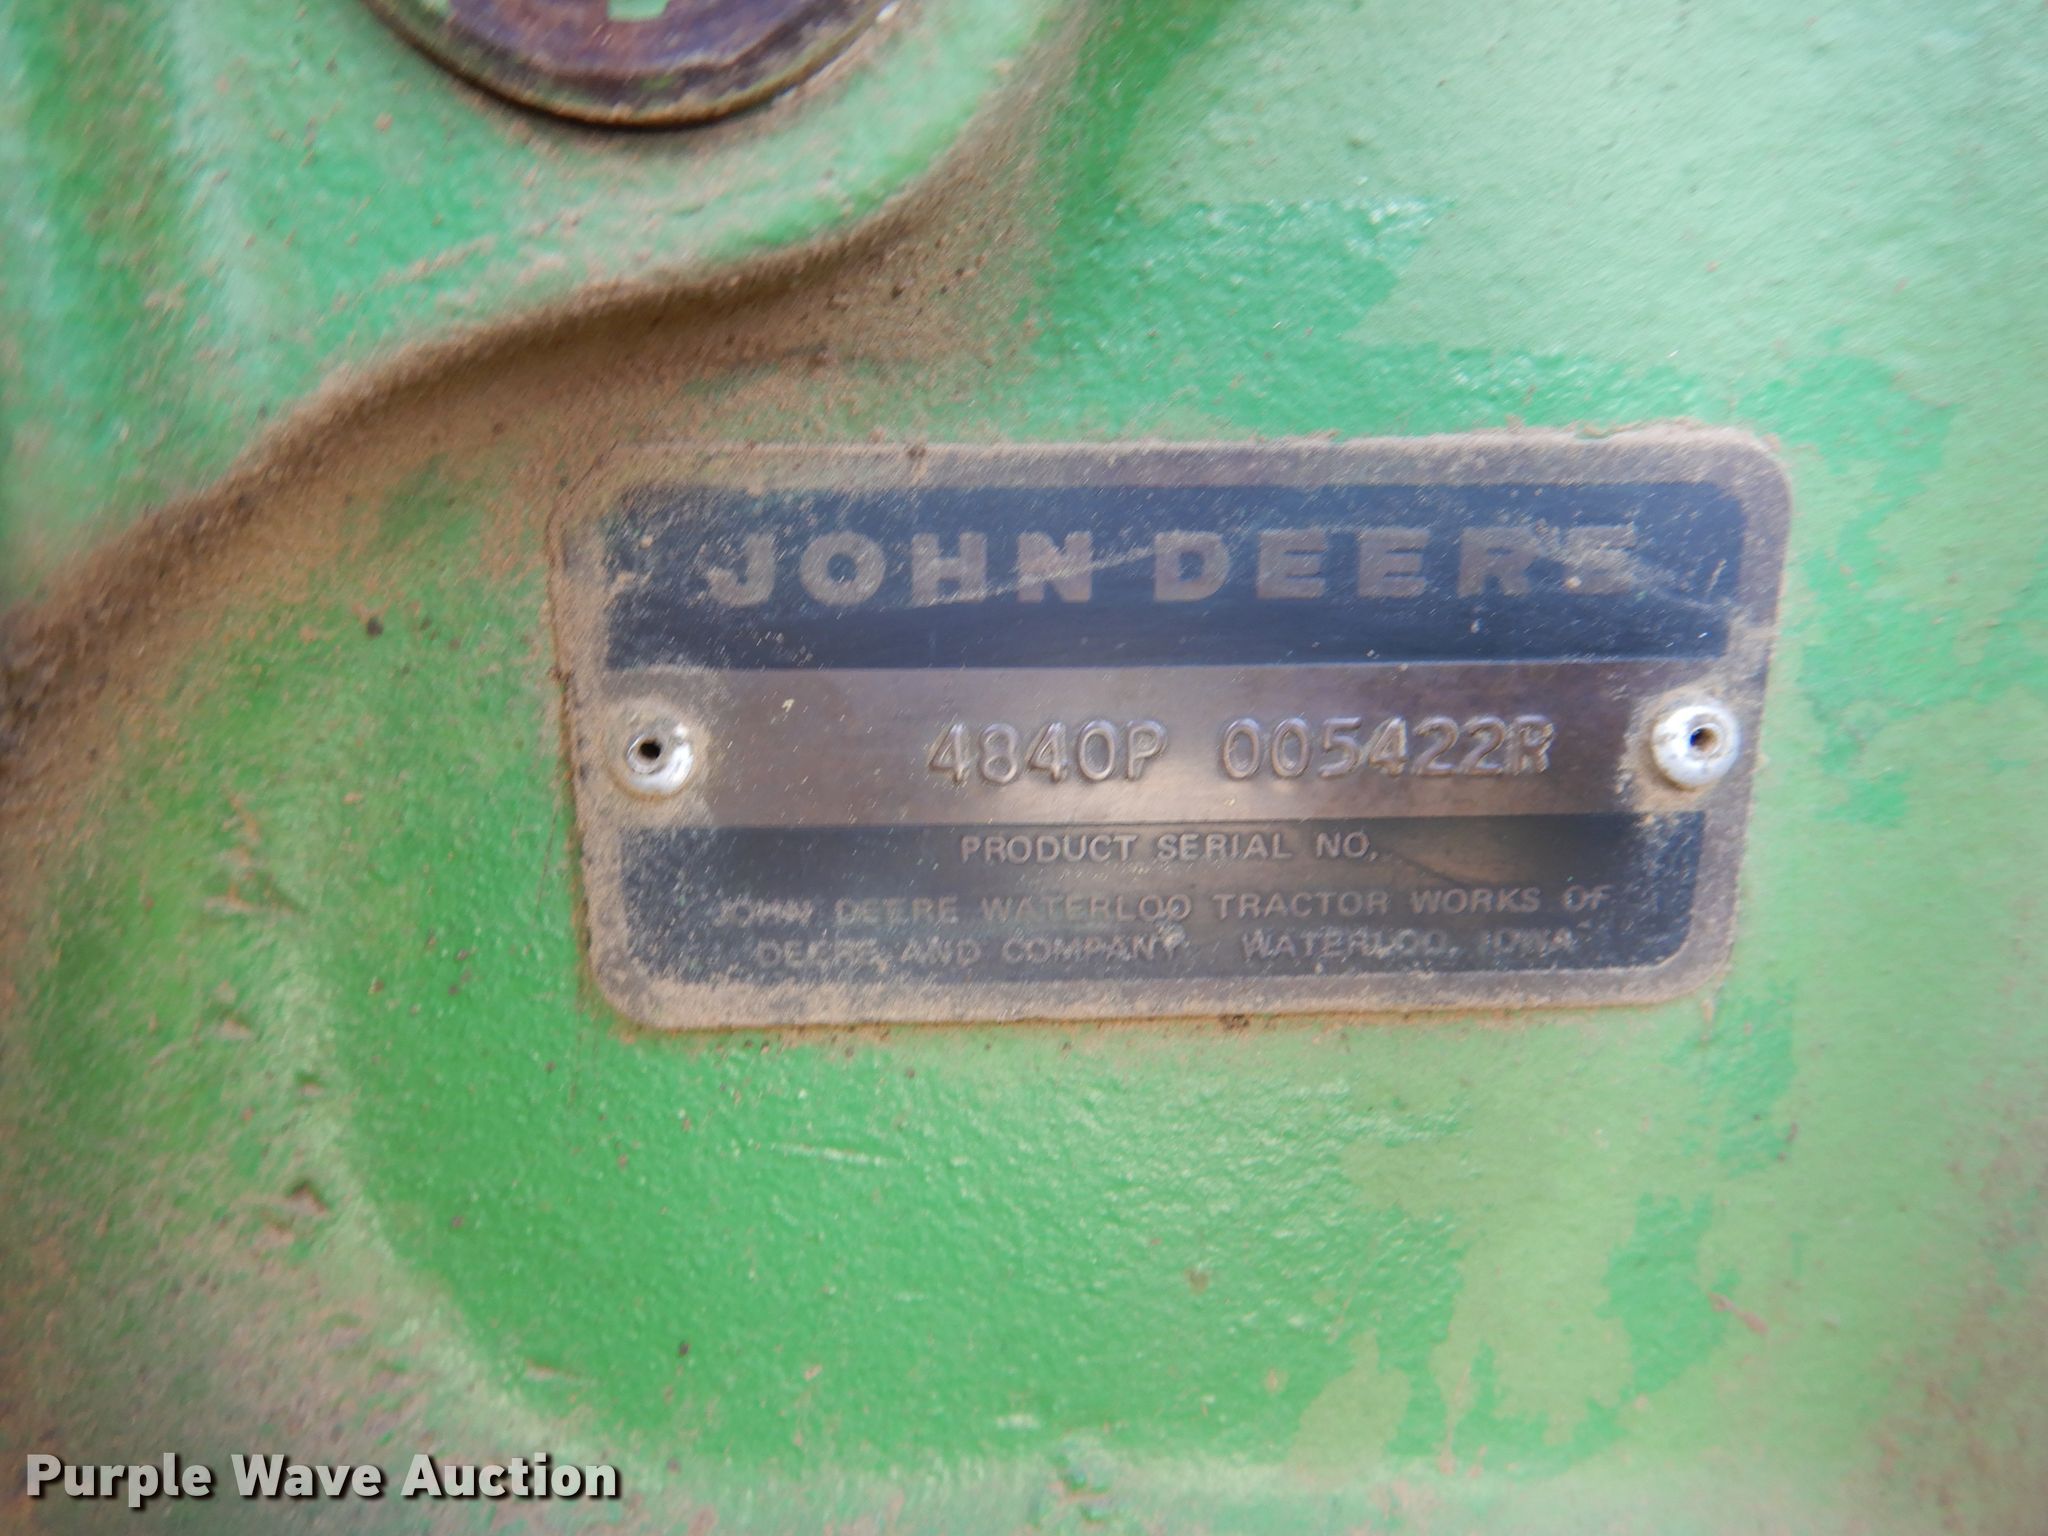 JOHN DEERE
4840P 005422R
PRODUCT SERIAL NO.
JOHN DEERE WATERLOO TRACTOR WORKS OF
DEERE AND COMPANY WATERLOO, IOWA
Purple Wave Auction